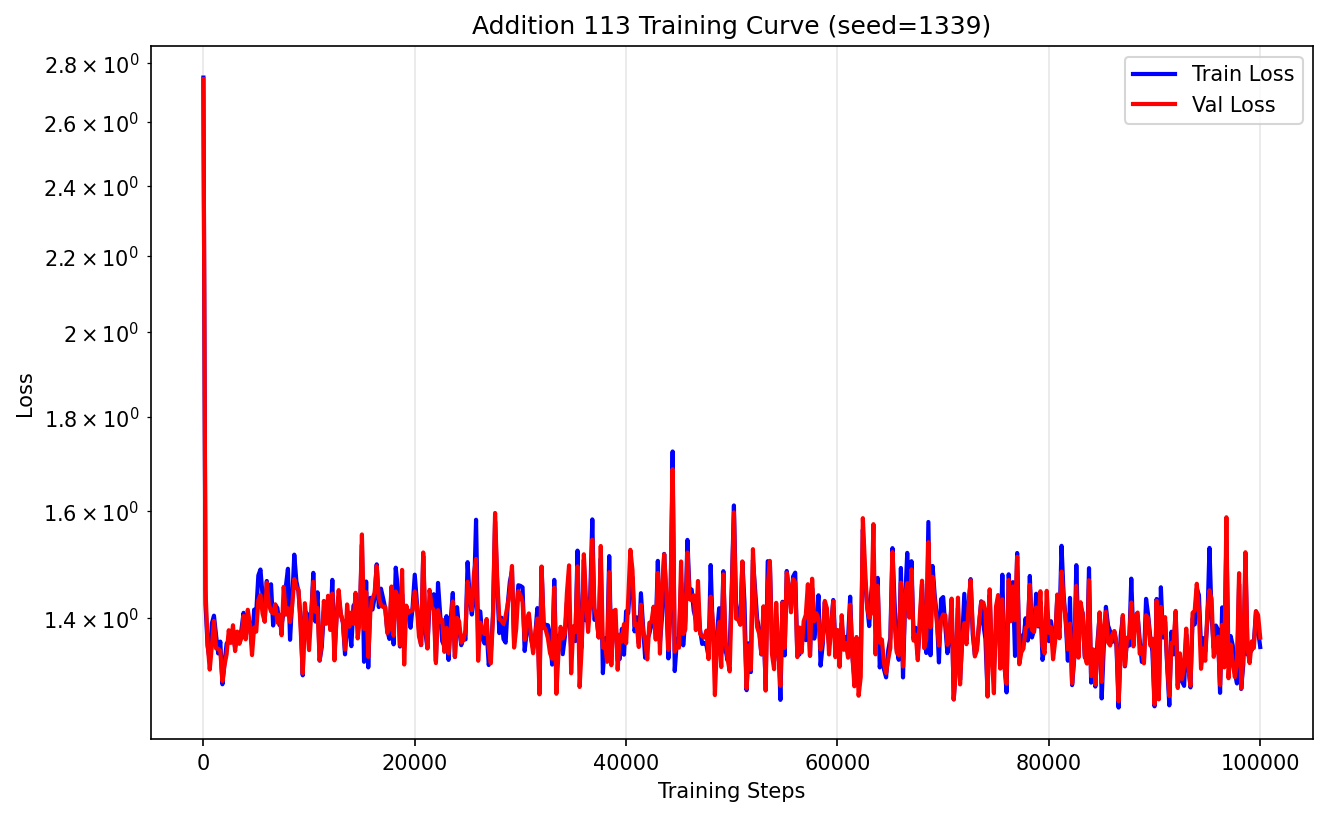 Addition 113 Training Curve (seed=1339)
Train Loss
Val Loss
2.8 × 10⁰
2.6 × 10⁰
2.4 × 10⁰
2.2 × 10⁰
2 × 10⁰
1.8 × 10⁰
1.6 × 10⁰
1.4 × 10⁰
Loss
0 20000 40000 60000 80000 100000
Training Steps